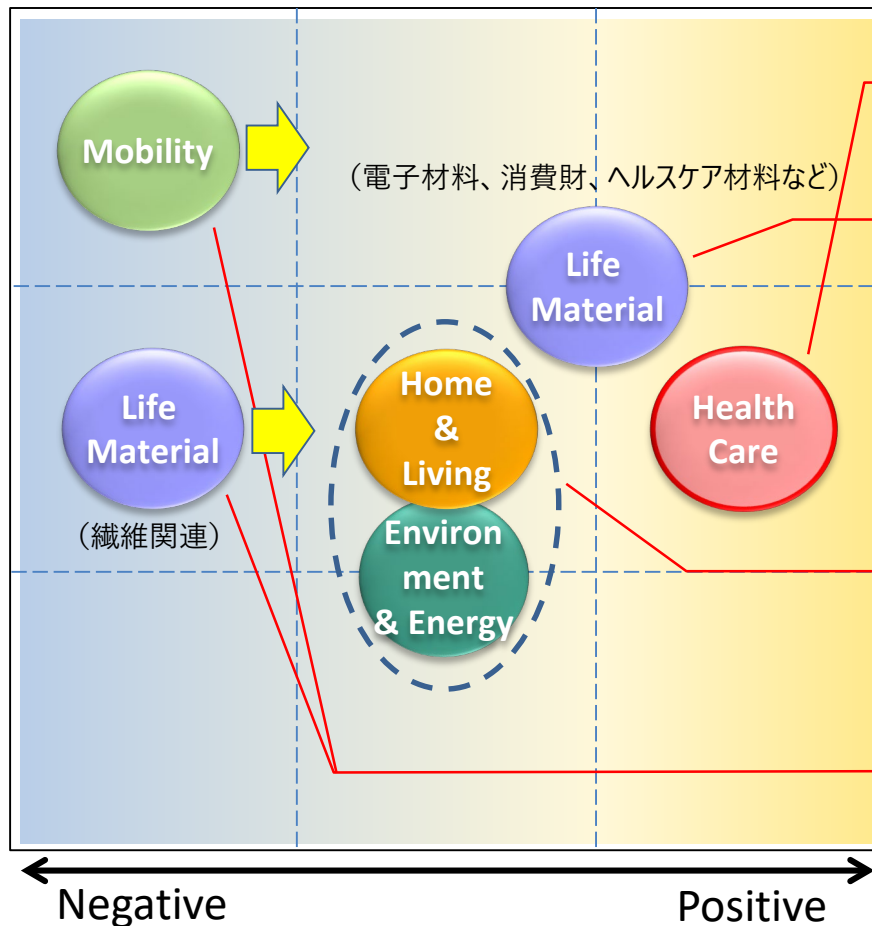 Mobility
（電子材料、消費財、ヘルスケア材料など）
Life
Material
Life
Material
（繊維関連）
Home
&
Living
Health
Care
Environ
ment
& Energy
Negative
Positive